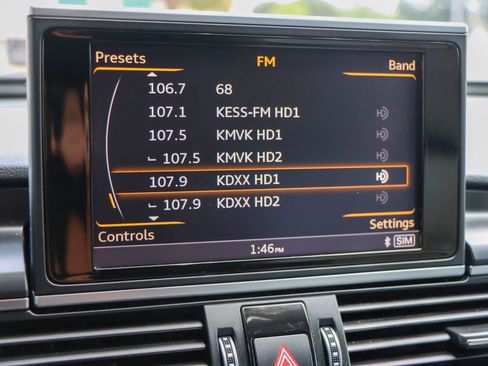 Presets FM Band
106.7 68
107.1 KESS-FM HD1
107.5 KMVK HD1
107.5 KMVK HD2
107.9 KDXX HD1
107.9 KDXX HD2
Controls Settings
1:46PM SIM